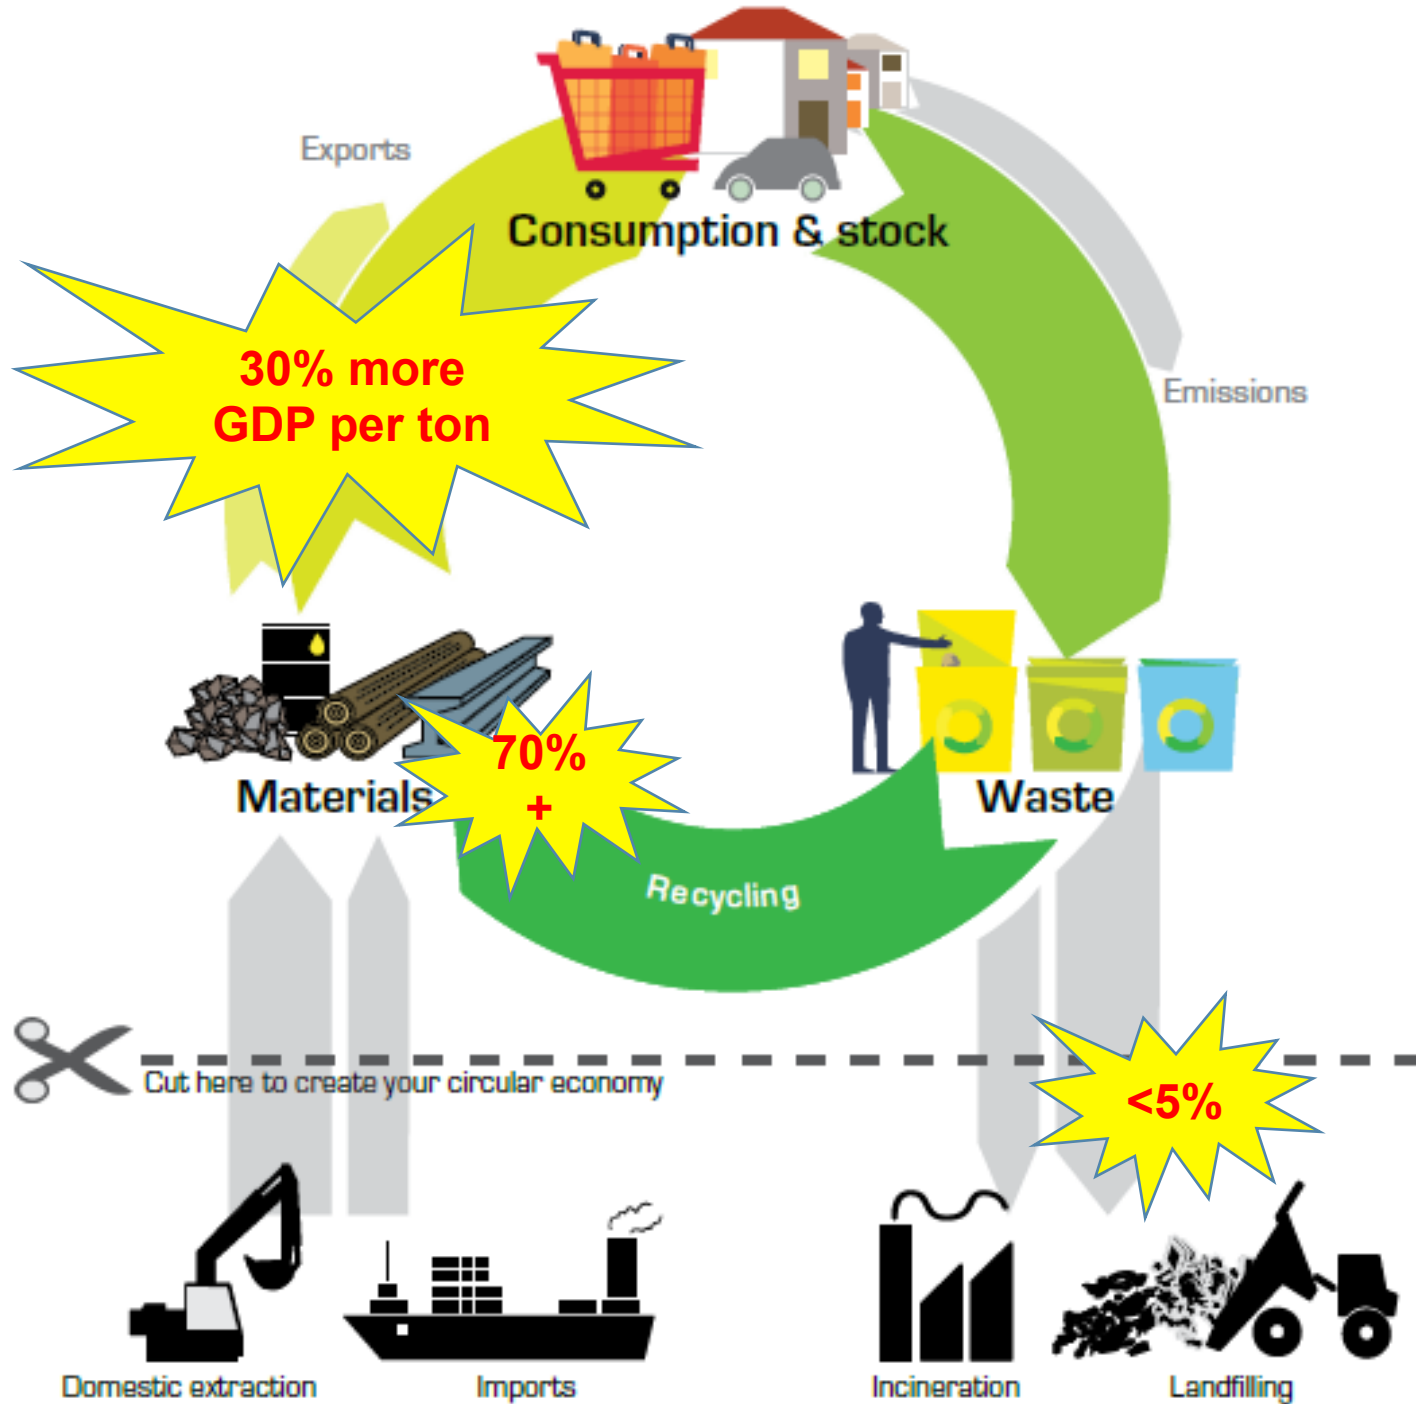 Exports
Consumption & stock
30% more
GDP per ton
Emissions
70%
+
Materials
Waste
Recycling
Cut here to create your circular economy
<5%
Domestic extraction
Imports
Incineration
Landfilling